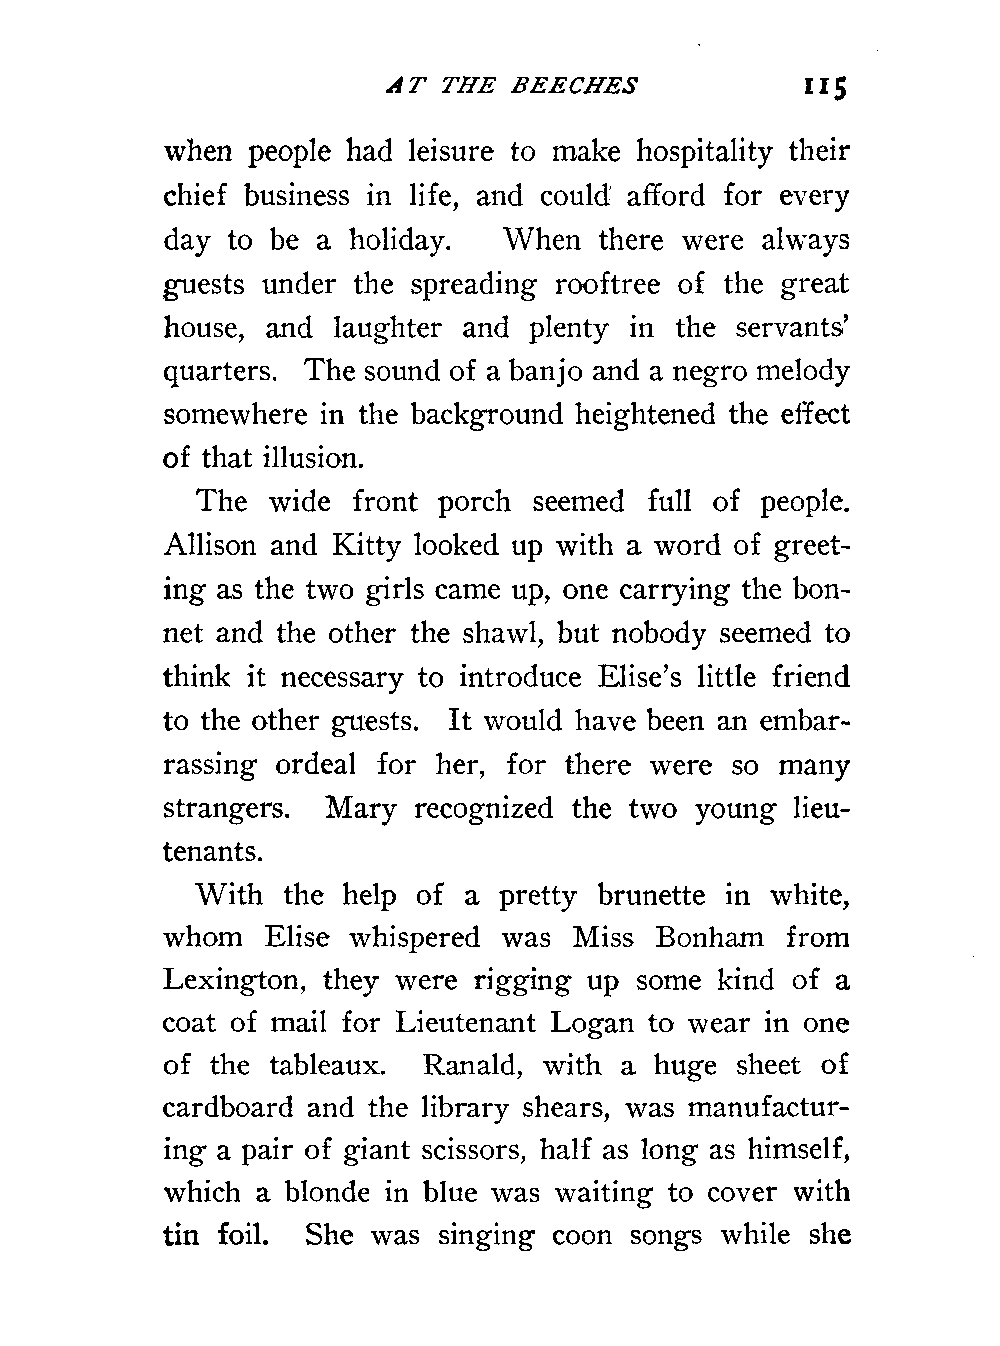 AT THE BEECHES 115
when people had leisure to make hospitality their
chief business in life, and could afford for every
day to be a holiday. When there were always
guests under the spreading rooftree of the great
house, and laughter and plenty in the servants'
quarters. The sound of a banjo and a negro melody
somewhere in the background heightened the effect
of that illusion.
The wide front porch seemed full of people.
Allison and Kitty looked up with a word of greet-
ing as the two girls came up, one carrying the bon-
net and the other the shawl, but nobody seemed to
think it necessary to introduce Elise's little friend
to the other guests. It would have been an embar-
rassing ordeal for her, for there were so many
strangers. Mary recognized the two young lieu-
tenants.
With the help of a pretty brunette in white,
whom Elise whispered was Miss Bonham from
Lexington, they were rigging up some kind of a
coat of mail for Lieutenant Logan to wear in one
of the tableaux. Ranald, with a huge sheet of
cardboard and the library shears, was manufactur-
ing a pair of giant scissors, half as long as himself,
which a blonde in blue was waiting to cover with
tin foil. She was singing coon songs while she